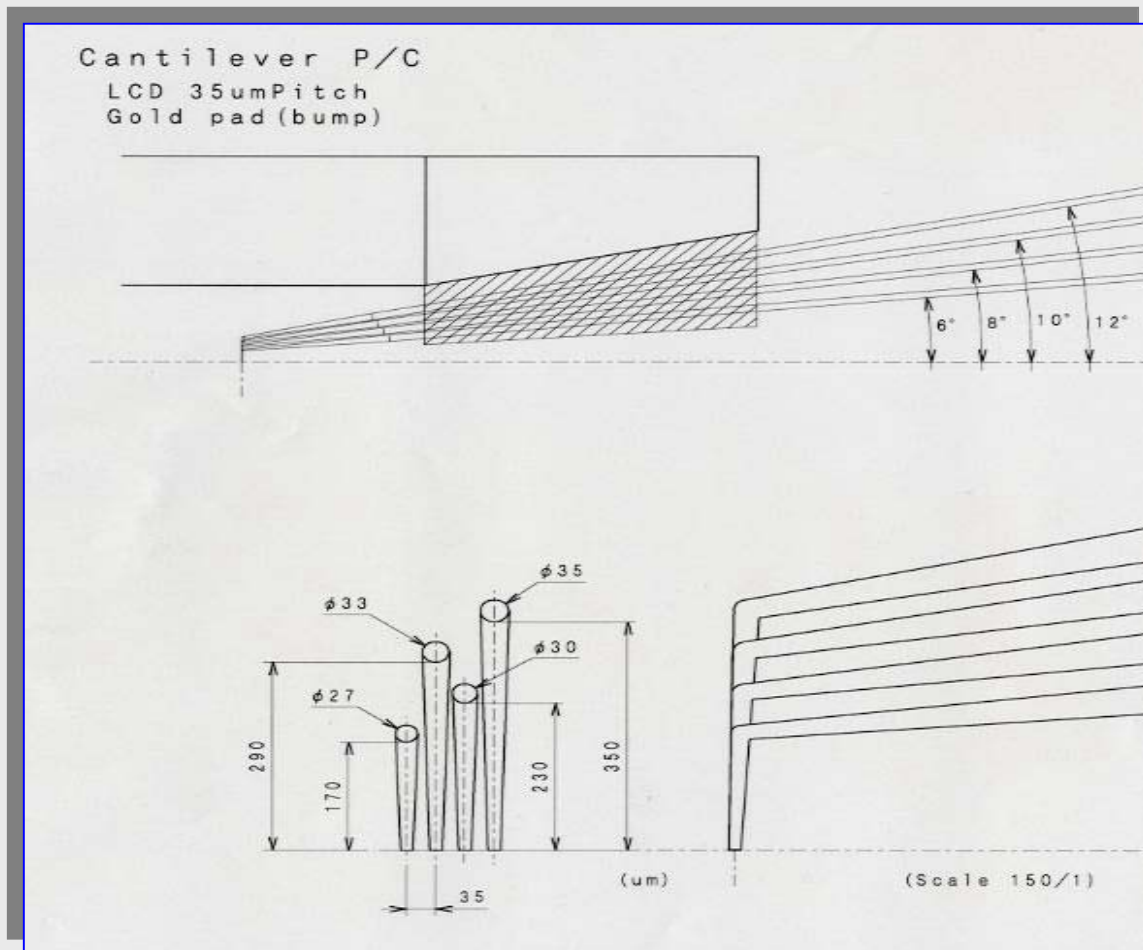 Cantilever P/C
LCD 35umPitch
Gold pad(bump)
6°
8°
10°
12°
ϕ35
ϕ33
ϕ30
ϕ27
290
170
230
350
35
(um)
(Scale 150/1)